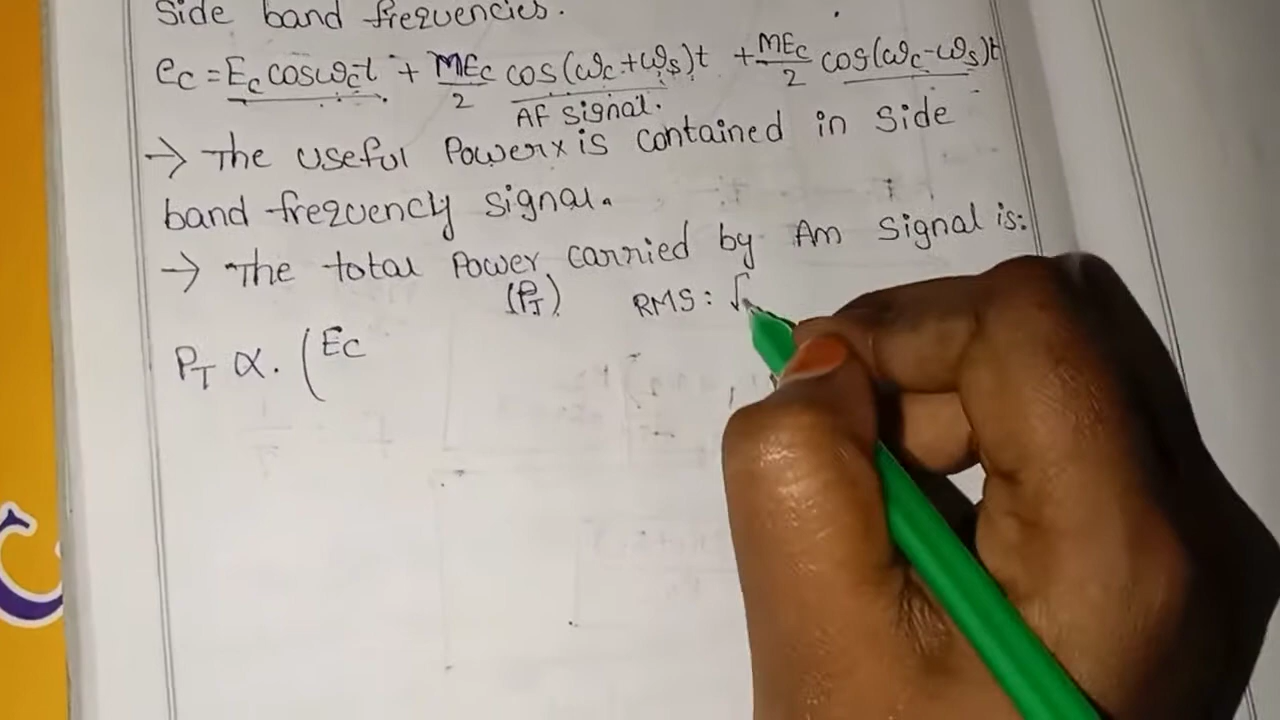 Side band frequencies.
ec = Ec cosωct + MEc/2 cos(ωc+ωs)t + MEc/2 cos(ωc-ωs)t
AF Signal.
→ The useful Power x is contained in Side
band frequency signal.
→ The total Power carried by Am Signal is:
(PT) RMS: √
PT ∝. (Ec
C